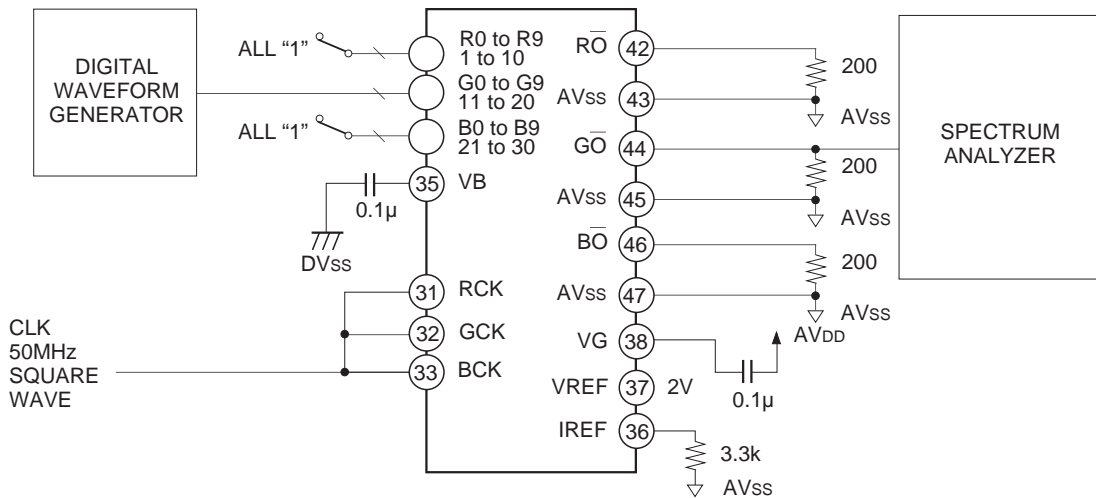 DIGITAL
WAVEFORM
GENERATOR
ALL “1”
ALL “1”
R0 to R9
1 to 10
G0 to G9
11 to 20
B0 to B9
21 to 30
35
VB
0.1µ
DVSS
31
RCK
32
GCK
33
BCK
CLK
50MHz
SQUARE
WAVE
R̅O̅
42
200
AVSS
43
AVSS
G̅O̅
44
200
AVSS
45
AVSS
B̅O̅
46
200
AVSS
47
AVSS
VG
38
AVDD
0.1µ
VREF
37
2V
IREF
36
3.3k
AVSS
SPECTRUM
ANALYZER